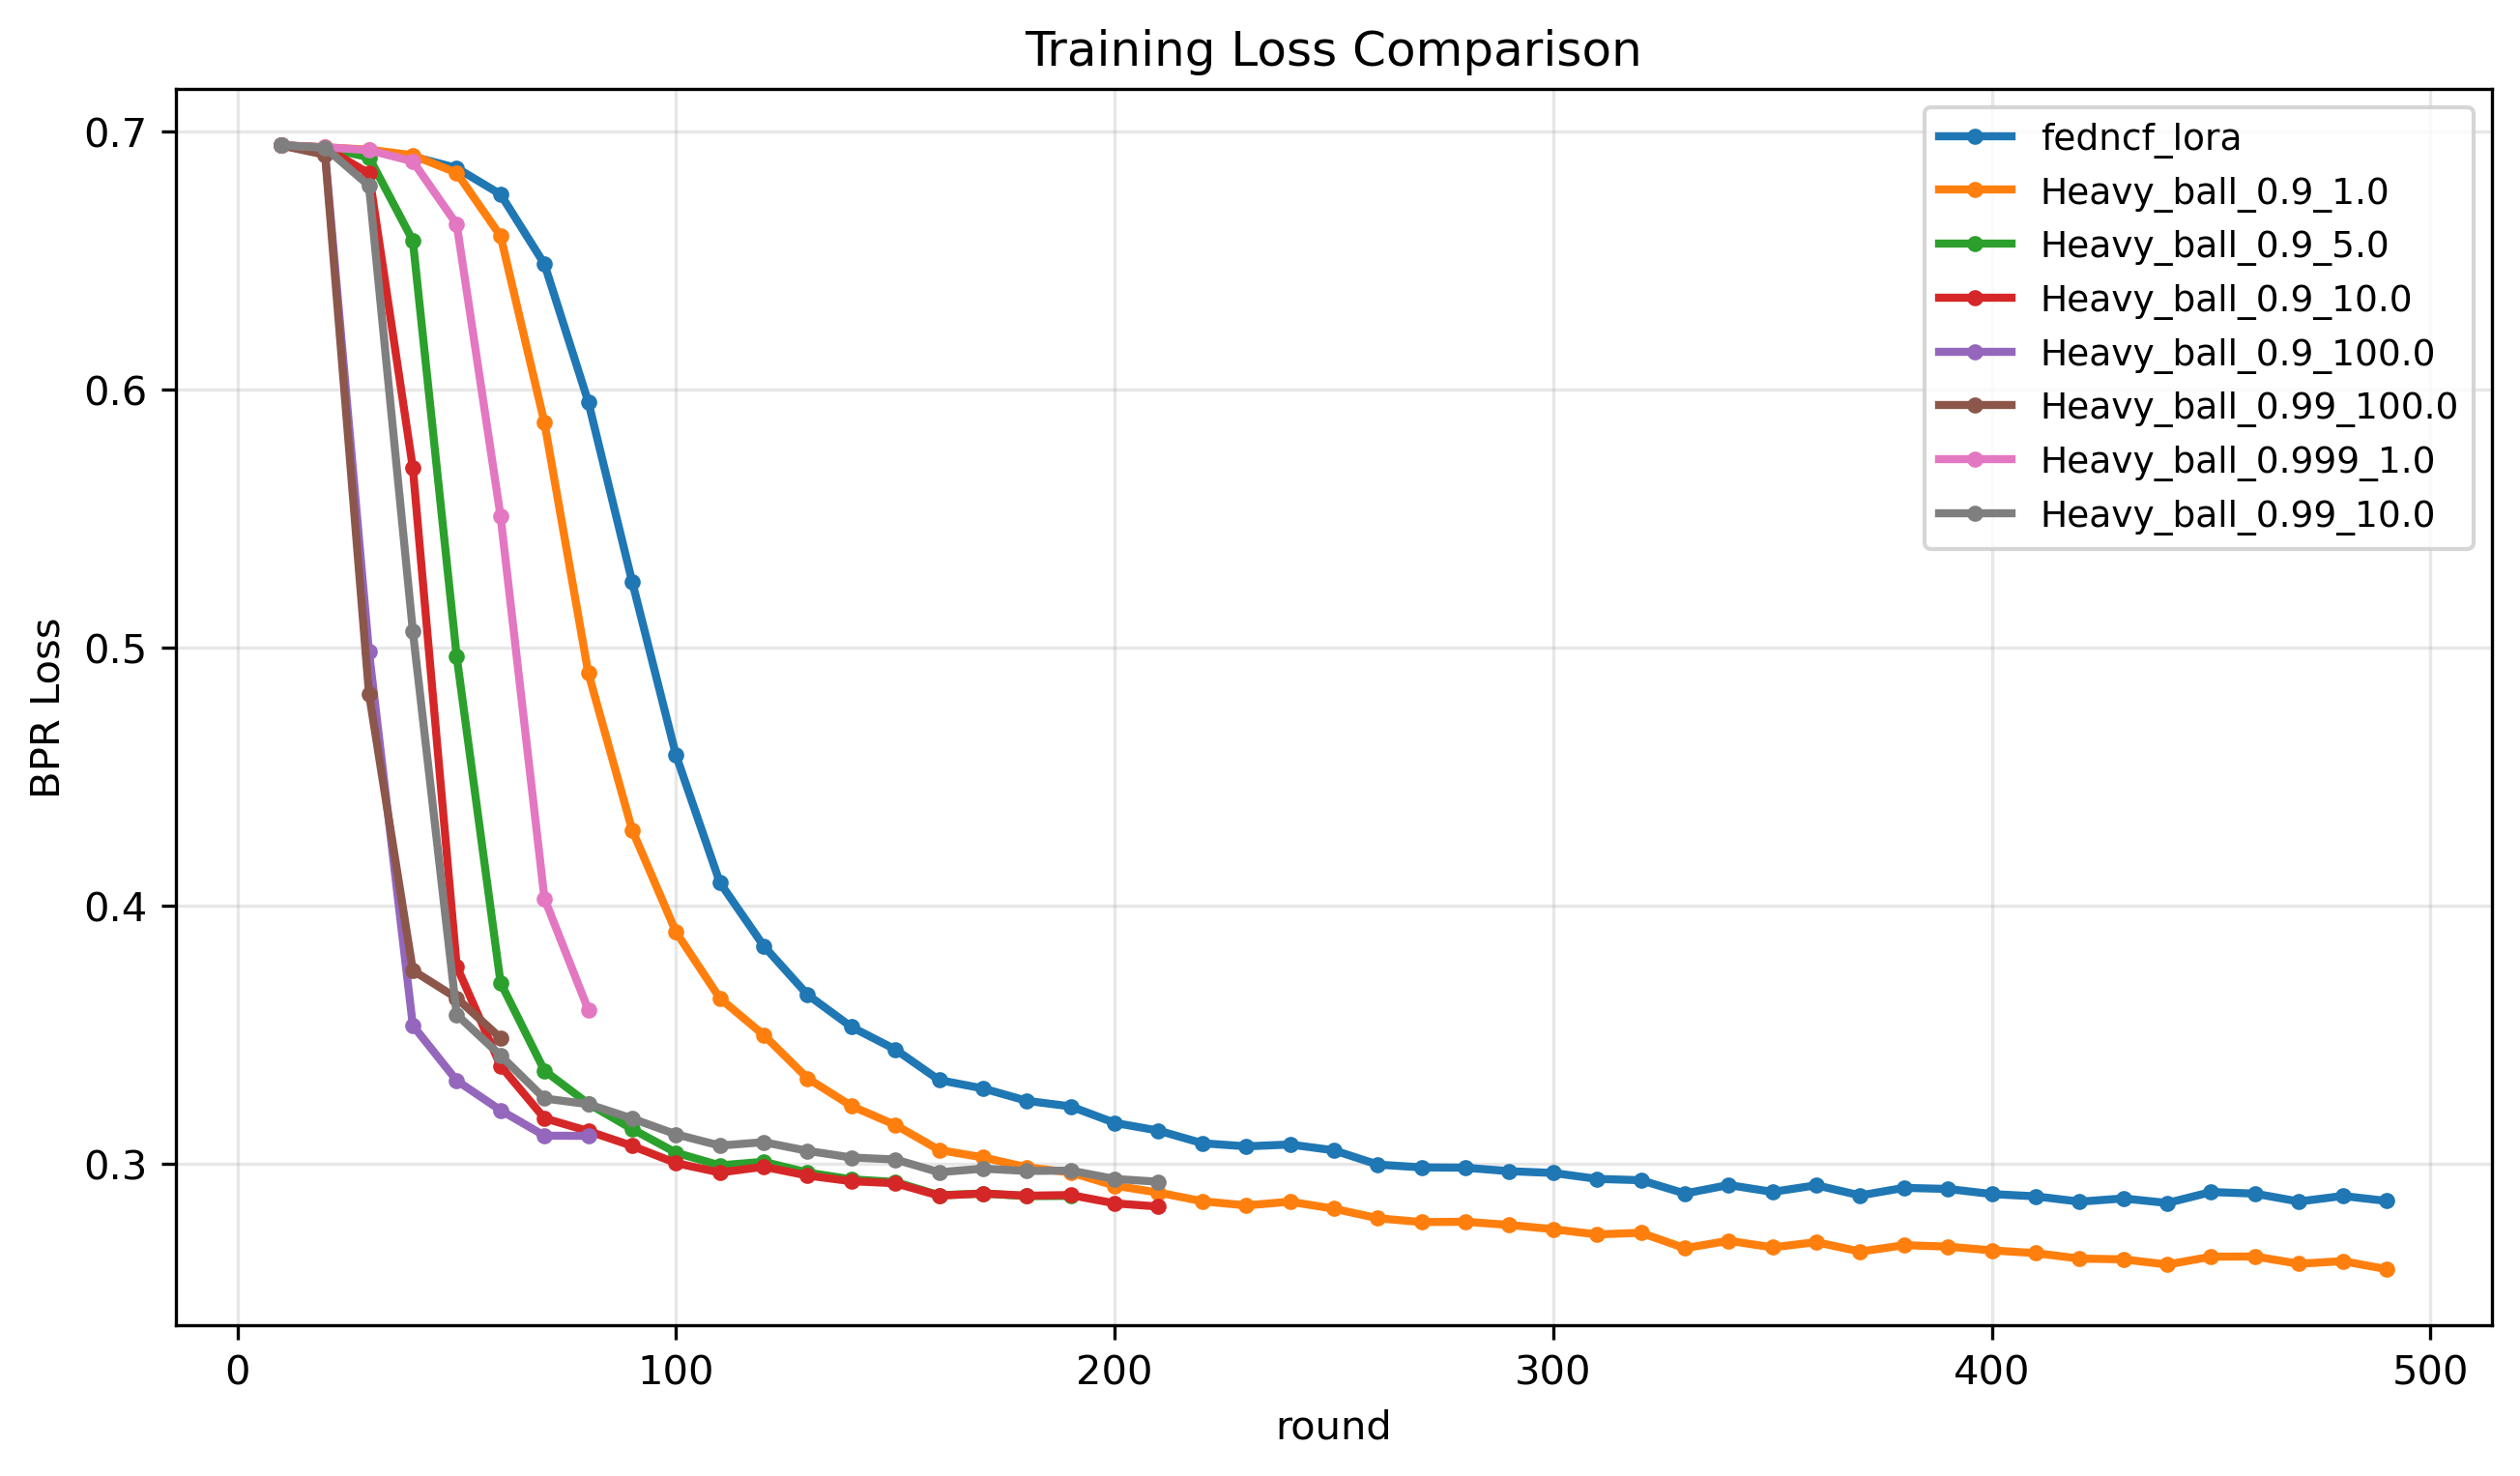 Training Loss Comparison
fedncf_lora
Heavy_ball_0.9_1.0
Heavy_ball_0.9_5.0
Heavy_ball_0.9_10.0
Heavy_ball_0.9_100.0
Heavy_ball_0.99_100.0
Heavy_ball_0.999_1.0
Heavy_ball_0.99_10.0
BPR Loss
0.7
0.6
0.5
0.4
0.3
0 100 200 300 400 500
round